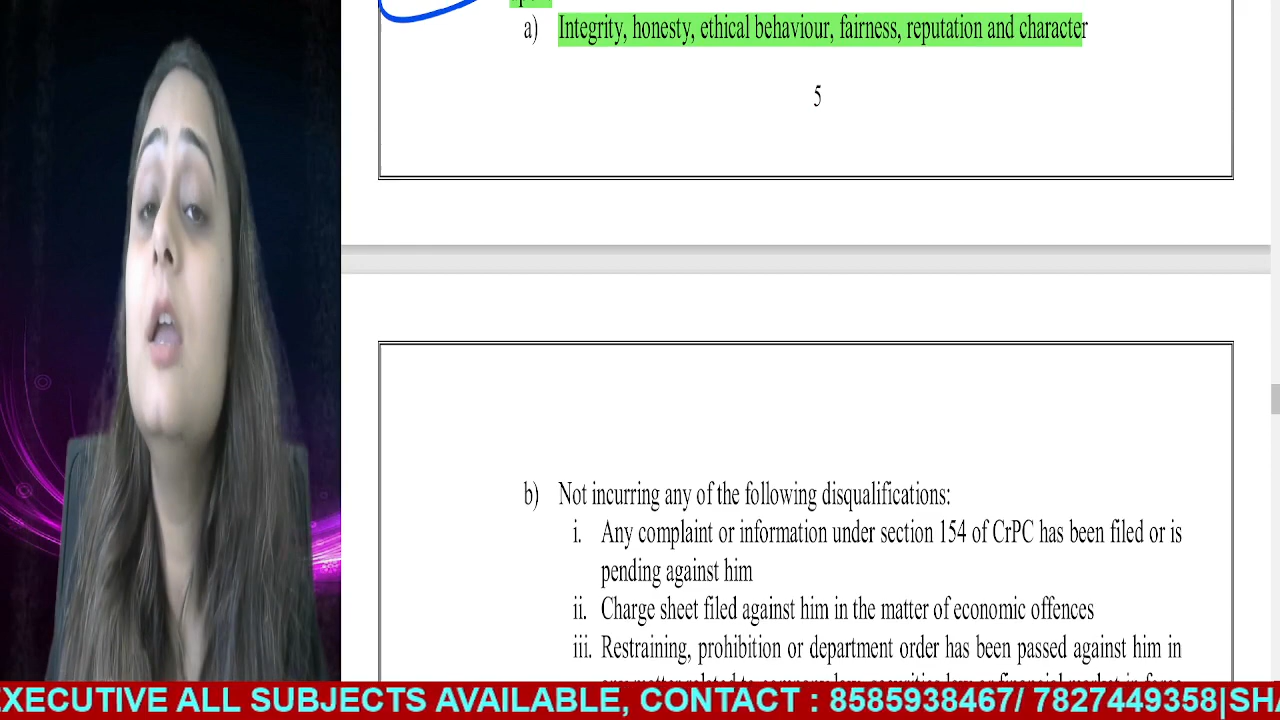 a) Integrity, honesty, ethical behaviour, fairness, reputation and character
5
b) Not incurring any of the following disqualifications:
i. Any complaint or information under section 154 of CrPC has been filed or is
pending against him
ii. Charge sheet filed against him in the matter of economic offences
iii. Restraining, prohibition or department order has been passed against him in
EXECUTIVE ALL SUBJECTS AVAILABLE, CONTACT : 8585938467/ 7827449358|SHA